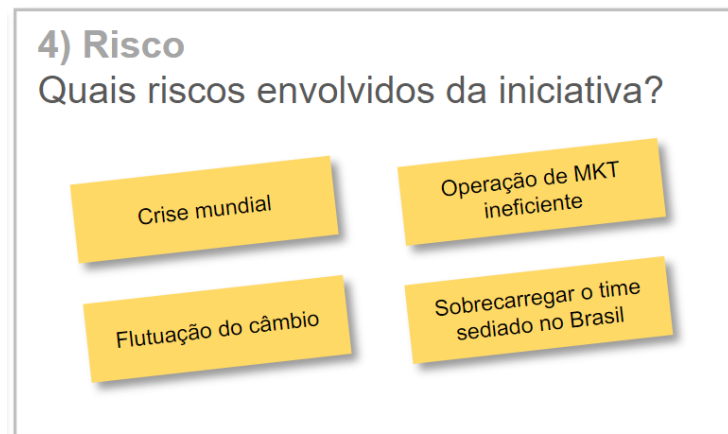 4) Risco
Quais riscos envolvidos da iniciativa?
Crise mundial
Operação de MKT
ineficiente
Flutuação do câmbio
Sobrecarregar o time
sediado no Brasil